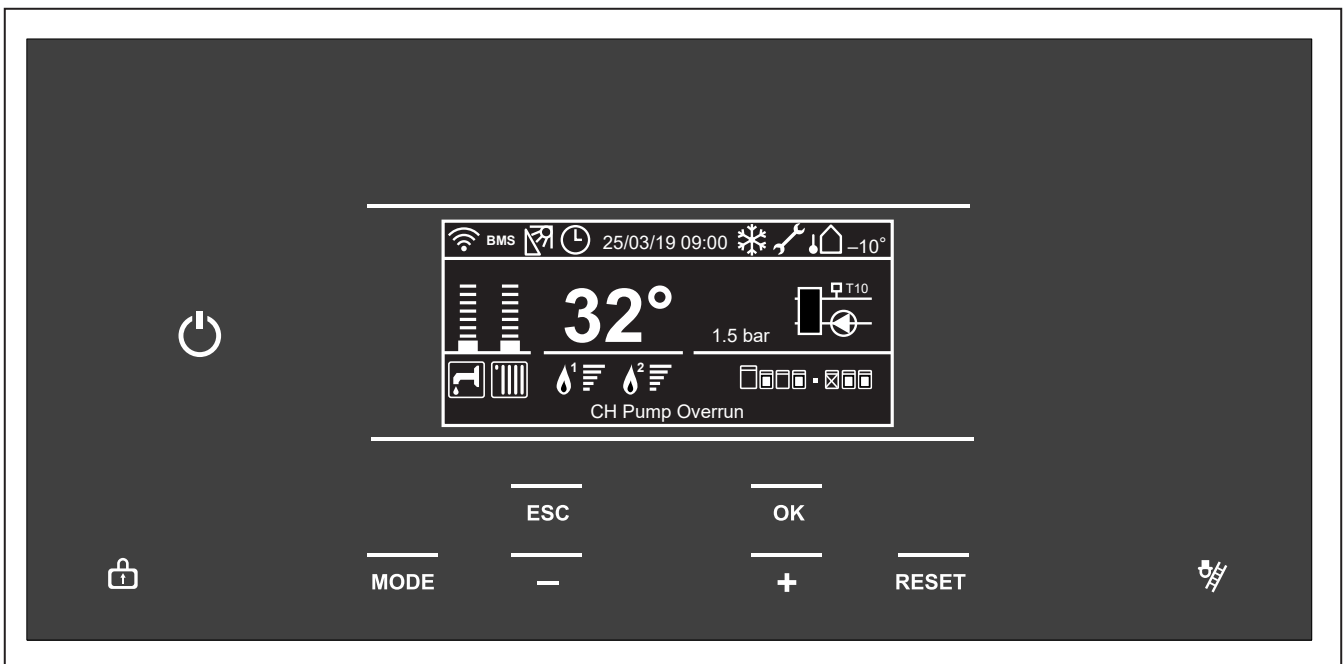 BMS 25/03/19 09:00 –10°
T10
32°
1.5 bar
1 2
CH Pump Overrun
ESC OK
MODE – + RESET